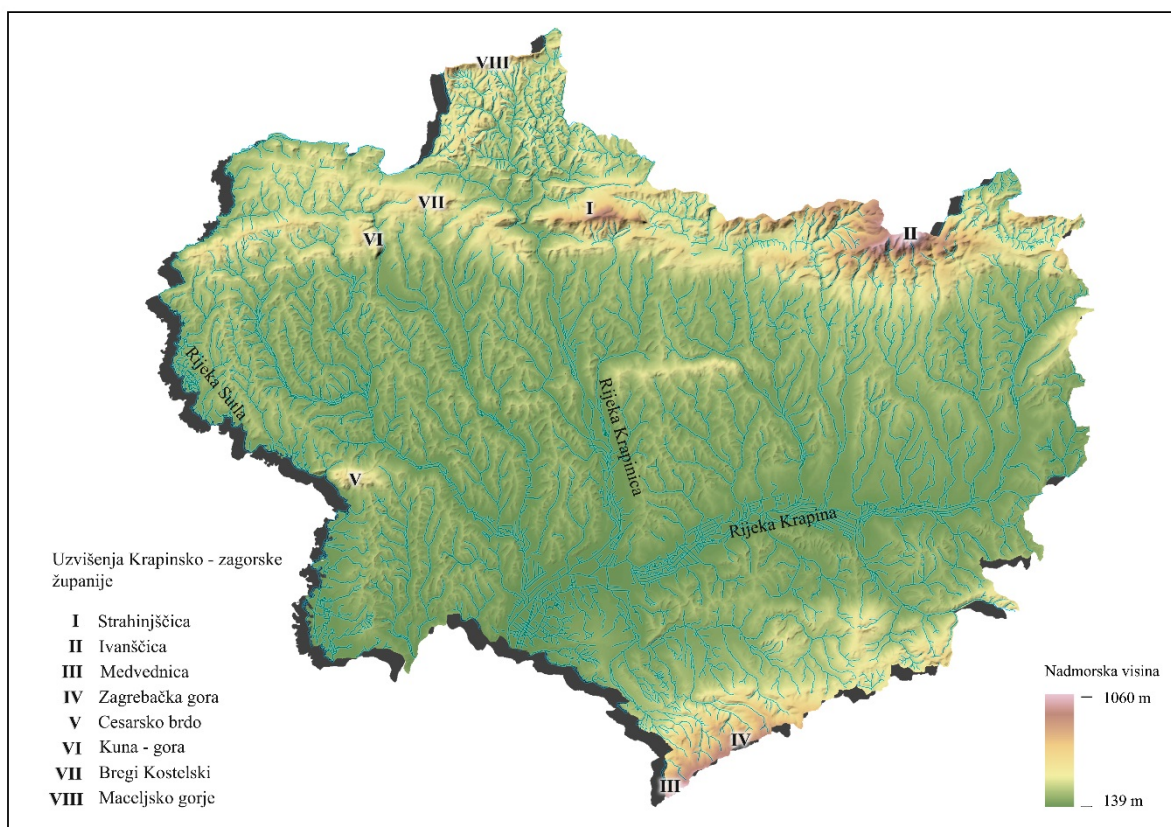 VIII
VII
I
VI
II
Rijeka Sutla
Rijeka Krapinica
V
Rijeka Krapina
IV
III
Uzvišenja Krapinsko - zagorske
županije
I Strahinjščica
II Ivanščica
III Medvednica
IV Zagrebačka gora
V Cesarsko brdo
VI Kuna - gora
VII Bregi Kostelski
VIII Maceljsko gorje
Nadmorska visina
1060 m
139 m